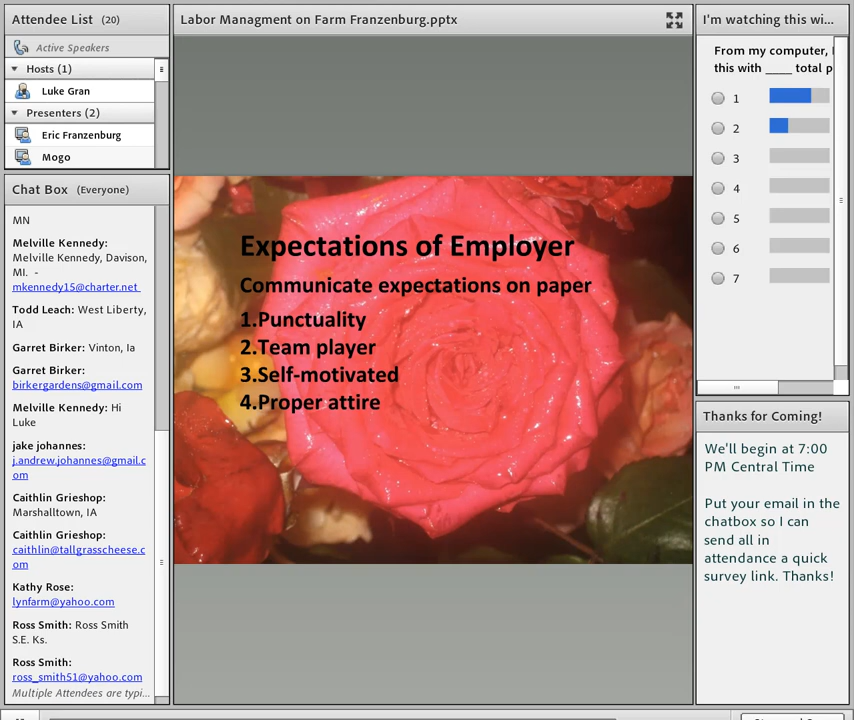 Attendee List (20)
Active Speakers
Hosts (1)
Luke Gran
Presenters (2)
Eric Franzenburg
Mogo
Chat Box (Everyone)
MN
Melville Kennedy:
Melville Kennedy, Davison,
MI. -
mkennedy15@charter.net
Todd Leach: West Liberty,
IA
Garret Birker: Vinton, Ia
Garret Birker:
birkergardens@gmail.com
Melville Kennedy: Hi
Luke
jake johannes:
j.andrew.johannes@gmail.c
om
Caithlin Grieshop:
Marshalltown, IA
Caithlin Grieshop:
caithlin@tallgrasscheese.c
om
Kathy Rose:
lynfarm@yahoo.com
Ross Smith: Ross Smith
S.E. Ks.
Ross Smith:
ross_smith51@yahoo.com
Multiple Attendees are typi...
Labor Managment on Farm Franzenburg.pptx
Expectations of Employer
Communicate expectations on paper
1.Punctuality
2.Team player
3.Self-motivated
4.Proper attire
I'm watching this wi...
From my computer,
this with ____ total p
1
2
3
4
5
6
7
Thanks for Coming!
We'll begin at 7:00
PM Central Time
Put your email in the
chatbox so I can
send all in
attendance a quick
survey link. Thanks!